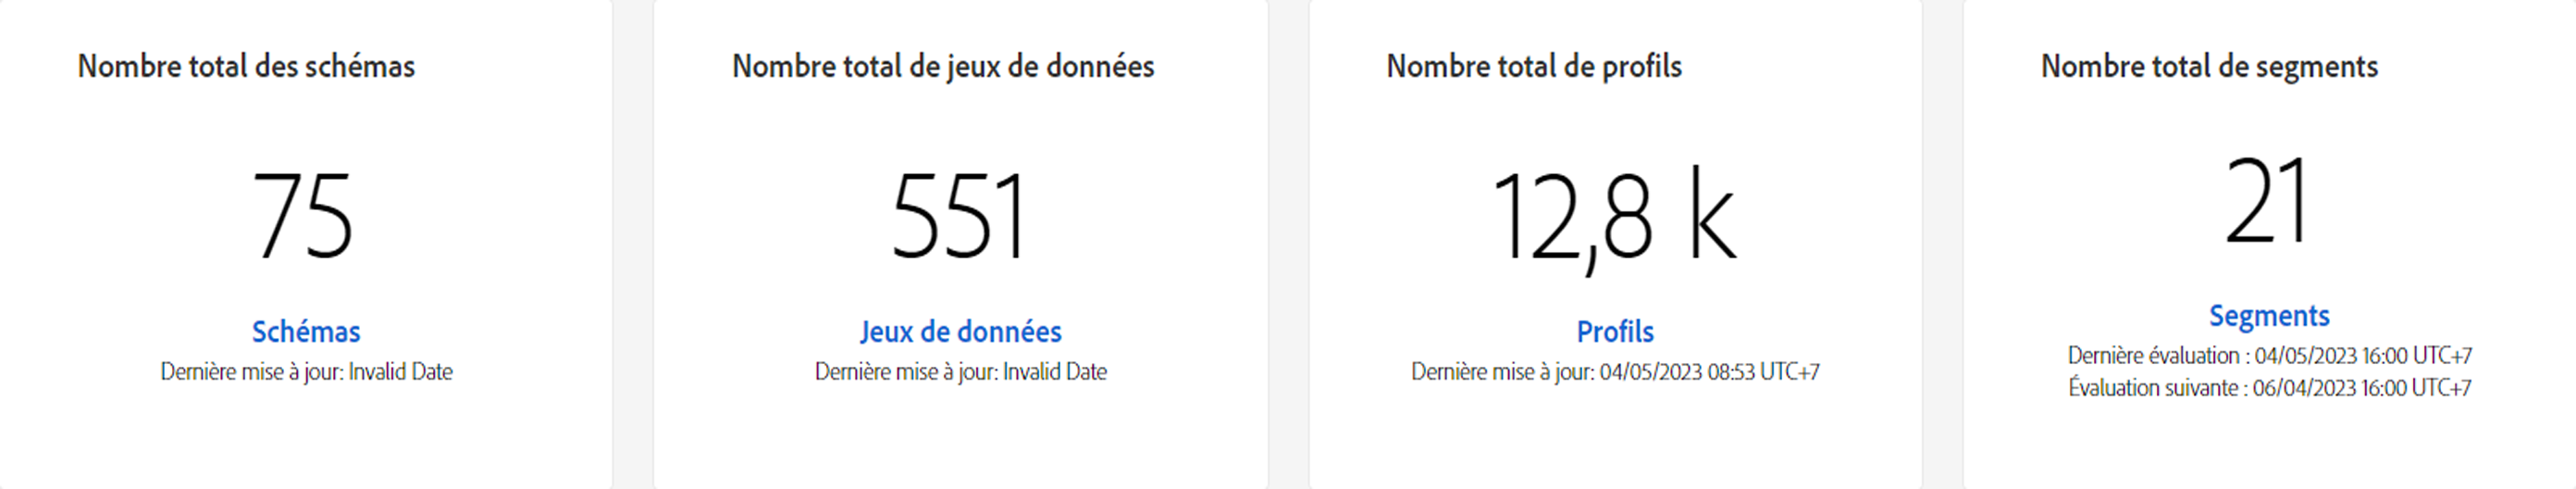 Nombre total des schémas
75
Schémas
Dernière mise à jour: Invalid Date
Nombre total de jeux de données
551
Jeux de données
Dernière mise à jour: Invalid Date
Nombre total de profils
12,8 k
Profils
Dernière mise à jour: 04/05/2023 08:53 UTC+7
Nombre total de segments
21
Segments
Dernière évaluation : 04/05/2023 16:00 UTC+7
Évaluation suivante : 06/04/2023 16:00 UTC+7